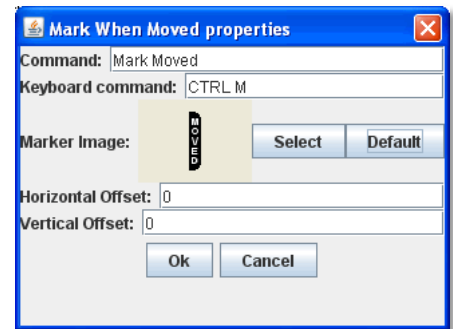 Mark When Moved properties
Command: Mark Moved
Keyboard command: CTRL M
Marker Image: MOVED Select Default
Horizontal Offset: 0
Vertical Offset: 0
Ok Cancel